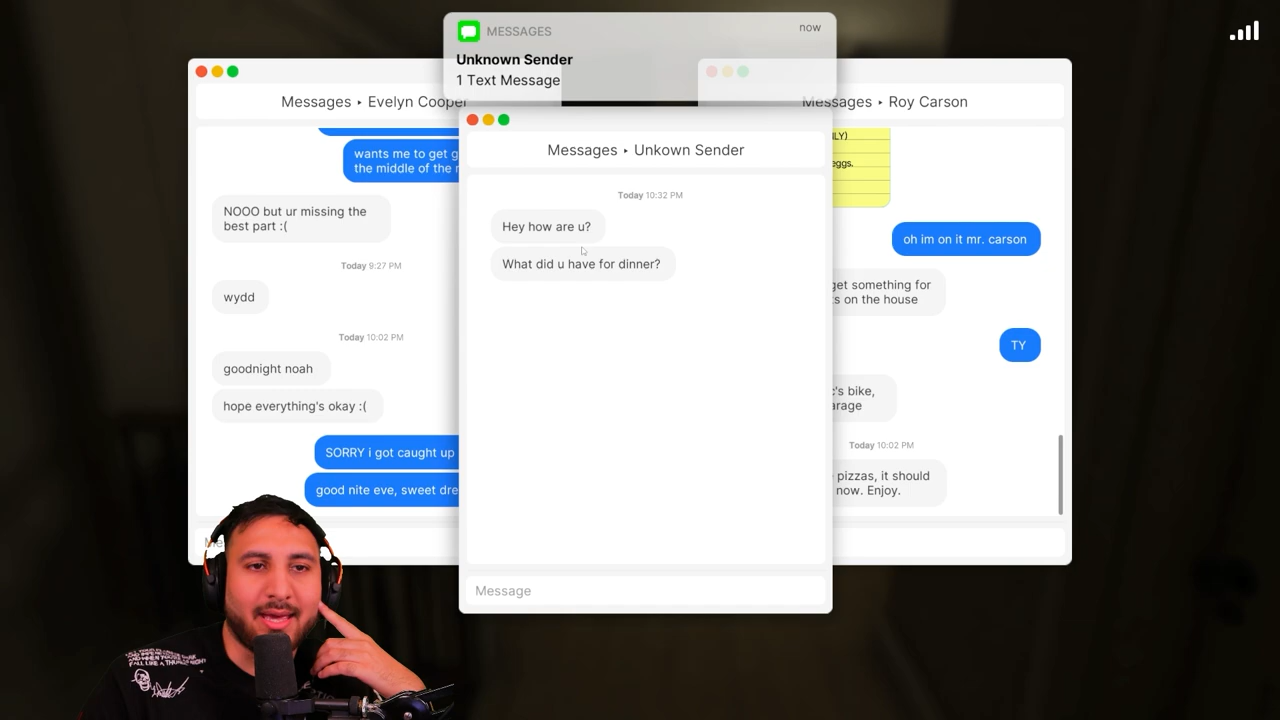 MESSAGES
now
Unknown Sender
1 Text Message
Messages ‣ Evelyn Cooper
wants me to get g
the middle of the
NOOO but ur missing the
best part :(
Today 9:27 PM
wydd
Today 10:02 PM
goodnight noah
hope everything's okay :(
SORRY i got caught up
good nite eve, sweet dre
Messages ‣ Unkown Sender
Today 10:32 PM
Hey how are u?
What did u have for dinner?
Message
Messages ‣ Roy Carson
ILY)
eggs.
oh im on it mr. carson
get something for
s on the house
TY
c's bike,
arage
Today 10:02 PM
pizzas, it should
now. Enjoy.
FALL LIKE A